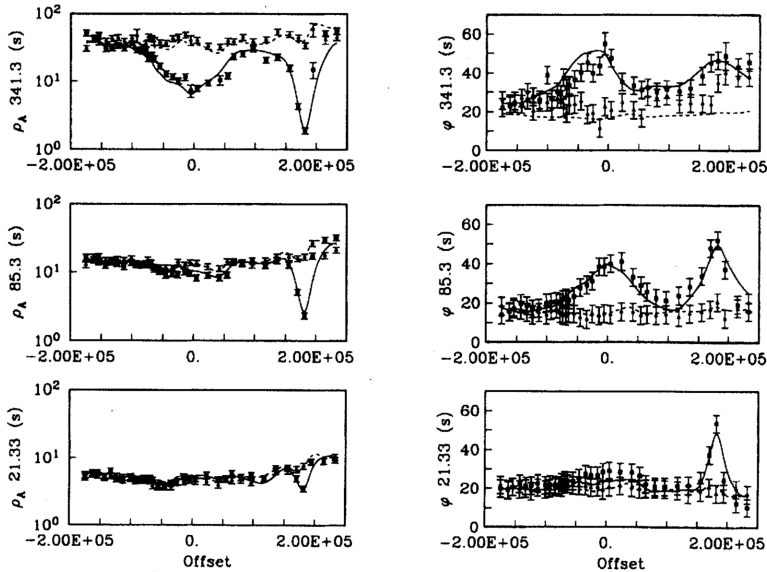 10² 
10¹
10⁰
ρA 341.3 (s)
-2.00E+05 0. 2.00E+05
60
40
20
0
φ 341.3 (s)
-2.00E+05 0. 2.00E+05
10²
10¹
10⁰
ρA 85.3 (s)
-2.00E+05 0. 2.00E+05
60
40
20
0
φ 85.3 (s)
-2.00E+05 0. 2.00E+05
10²
10¹
10⁰
ρA 21.33 (s)
-2.00E+05 0. 2.00E+05
Offset
60
40
20
0
φ 21.33 (s)
-2.00E+05 0. 2.00E+05
Offset